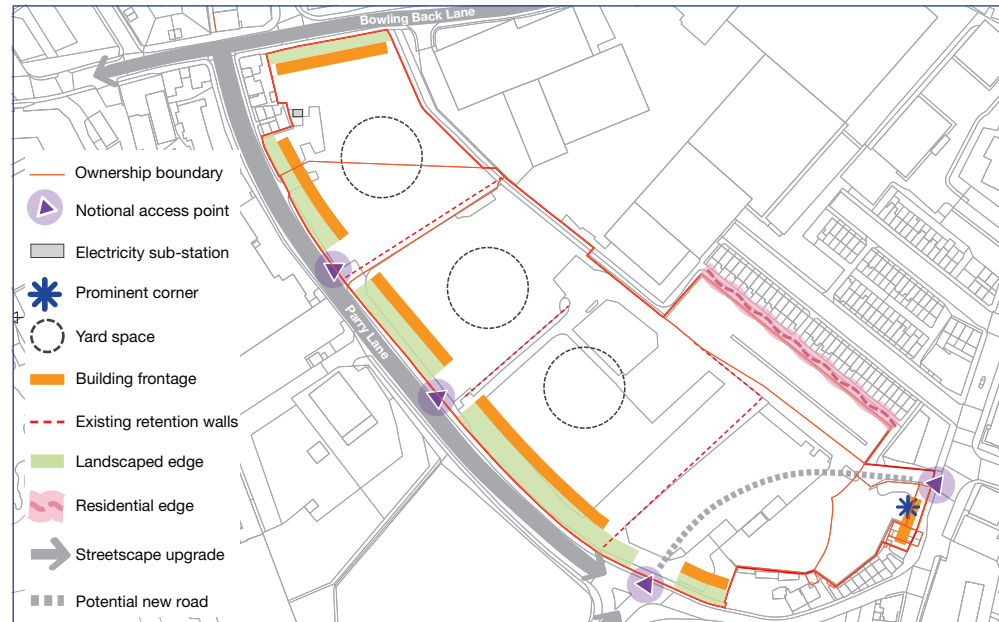 Bowling Back Lane
Parry Lane
Ownership boundary
Notional access point
Electricity sub-station
Prominent corner
Yard space
Building frontage
Existing retention walls
Landscaped edge
Residential edge
Streetscape upgrade
Potential new road